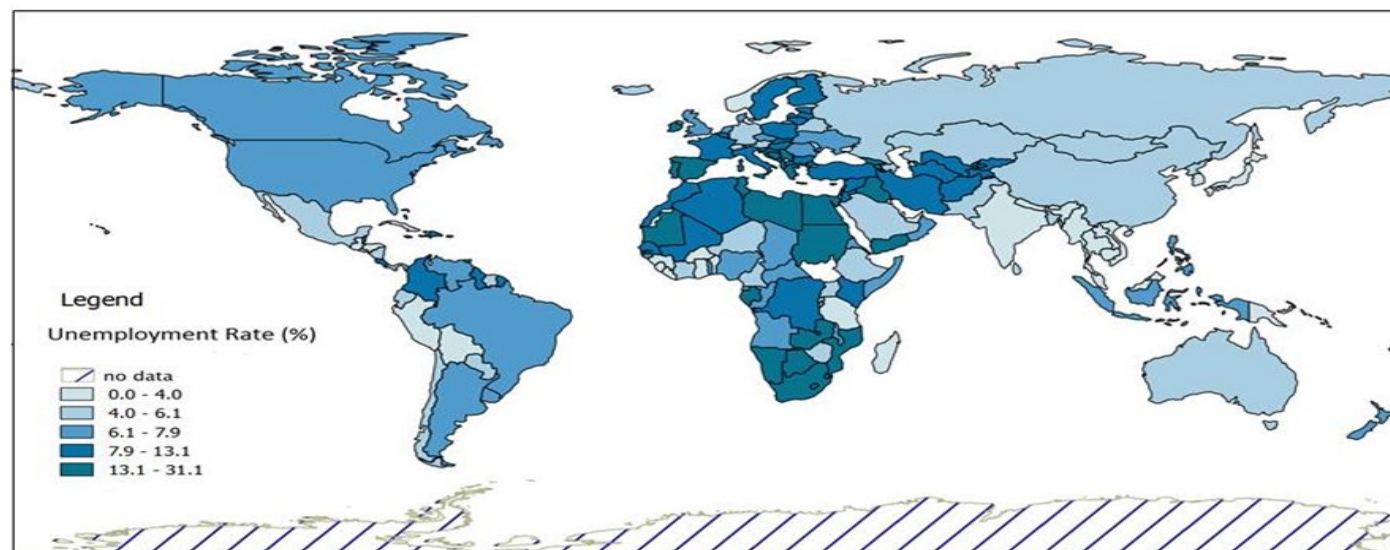 Legend
Unemployment Rate (%)
no data
0.0 - 4.0
4.0 - 6.1
6.1 - 7.9
7.9 - 13.1
13.1 - 31.1